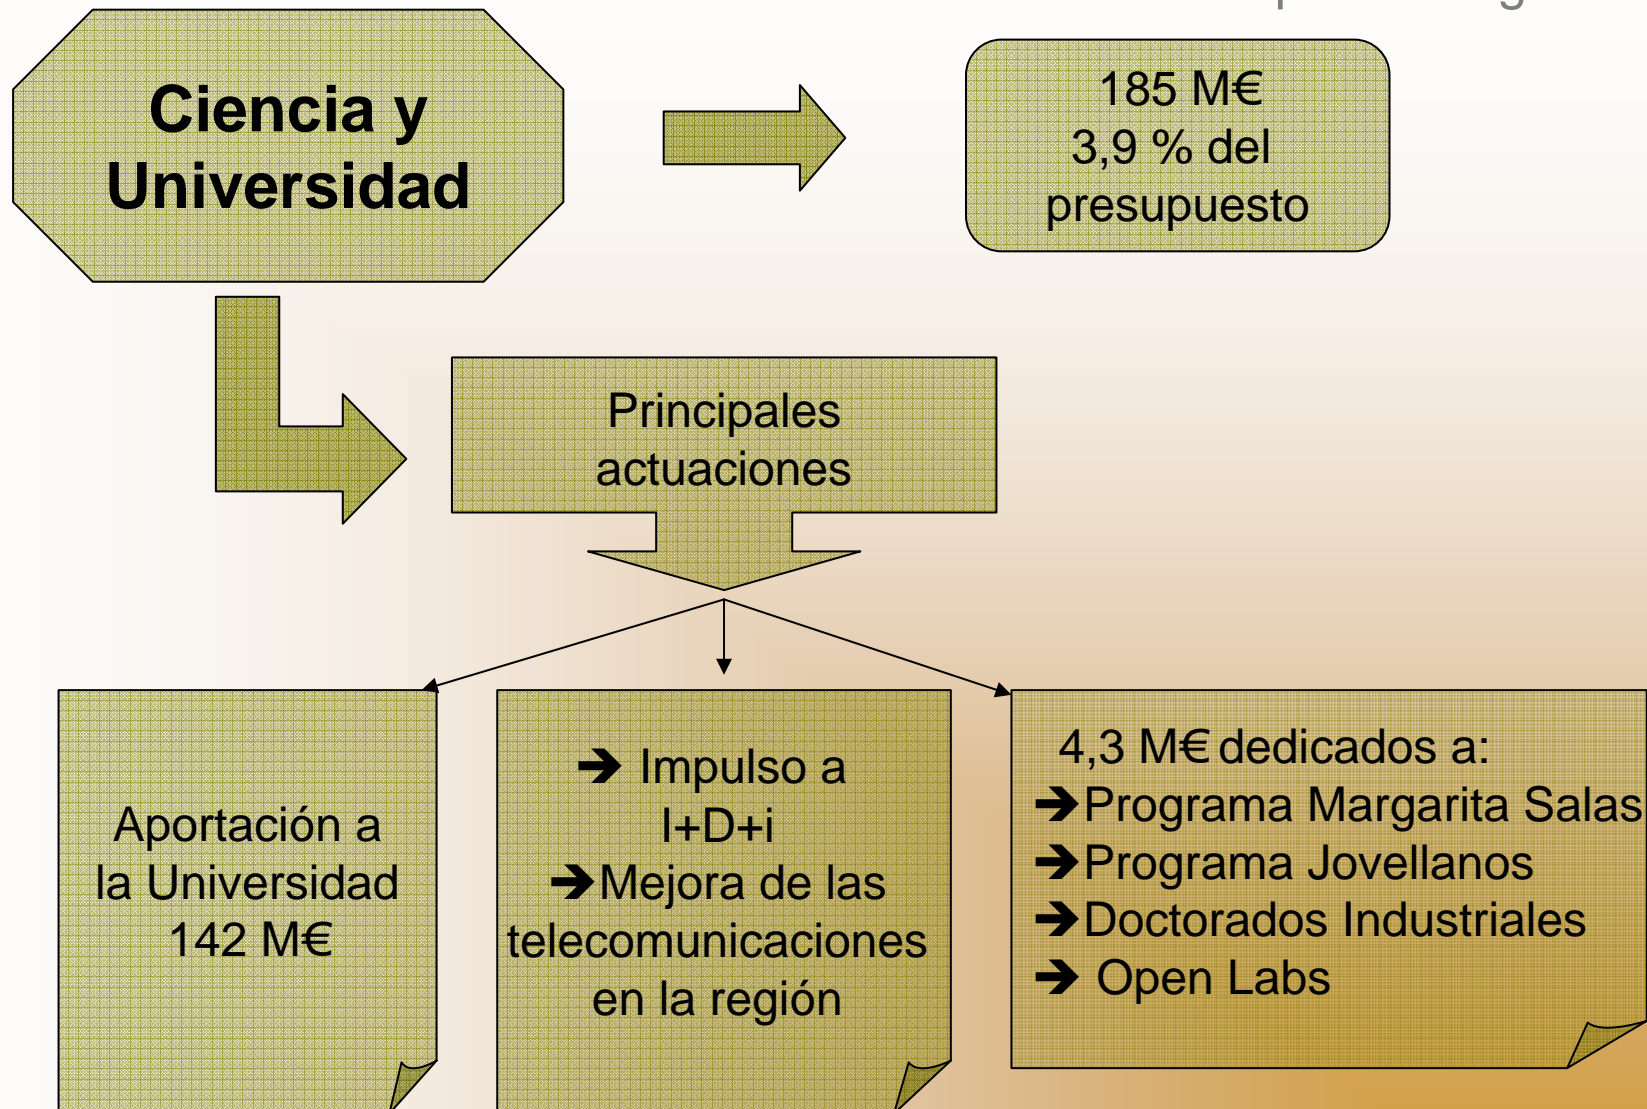 Ciencia y
Universidad
185 M€
3,9 % del
presupuesto
Principales
actuaciones
Aportación a
la Universidad
142 M€
➔ Impulso a
I+D+i
➔Mejora de las
telecomunicaciones
en la región
4,3 M€ dedicados a:
➔Programa Margarita Salas
➔Programa Jovellanos
➔Doctorados Industriales
➔ Open Labs